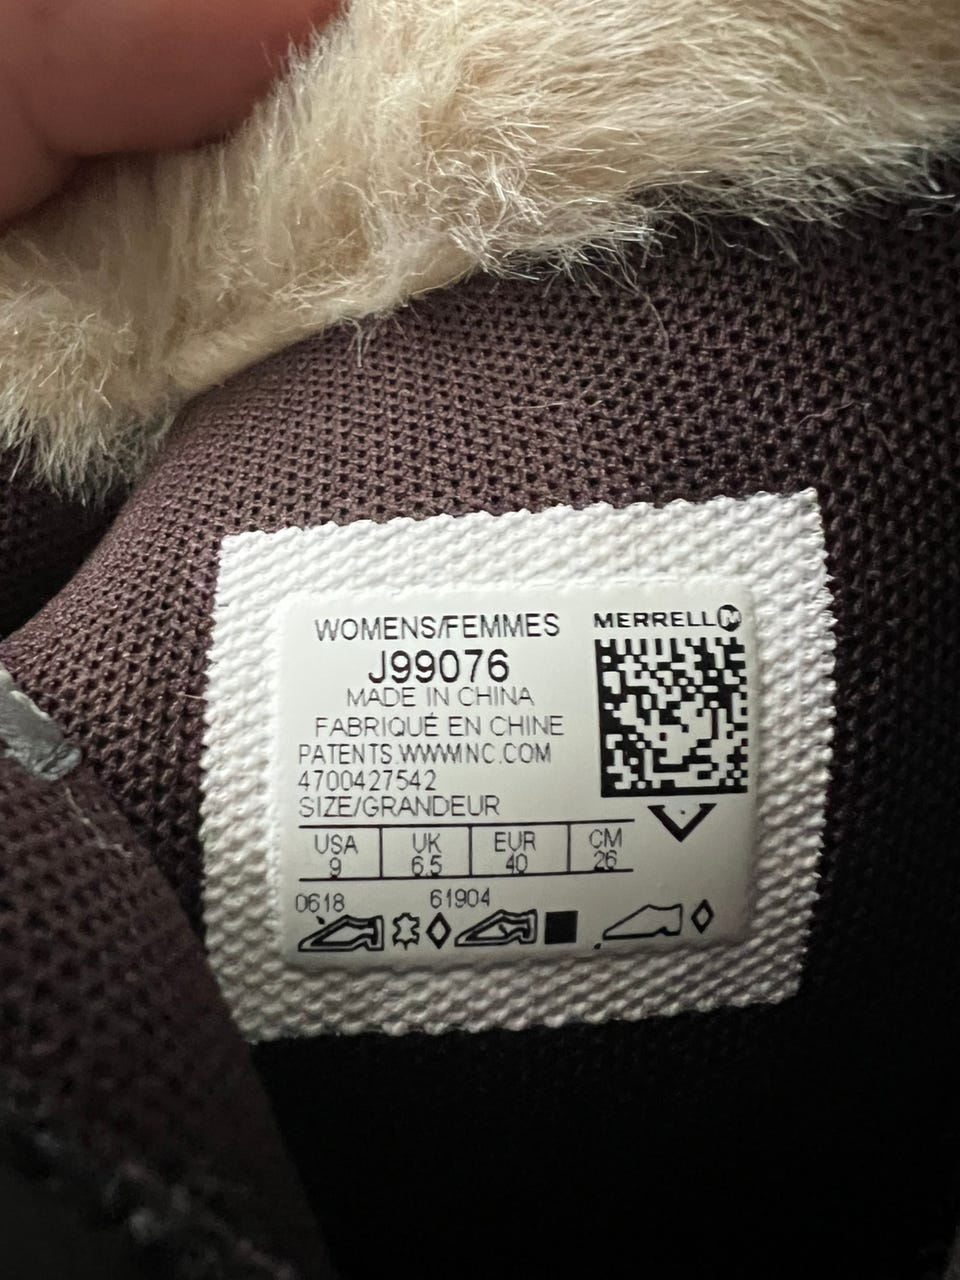 WOMENS/FEMMES
MERRELL
J99076
MADE IN CHINA
FABRIQUÉ EN CHINE
PATENTS.WWWINC.COM
4700427542
SIZE/GRANDEUR
USA UK EUR CM
9 6.5 40 26
0618 61904